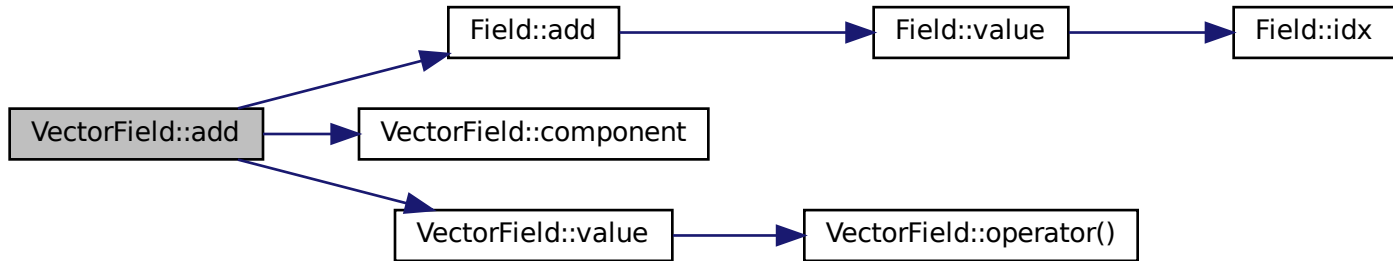 Field::add
Field::value
Field::idx
VectorField::add
VectorField::component
VectorField::value
VectorField::operator()